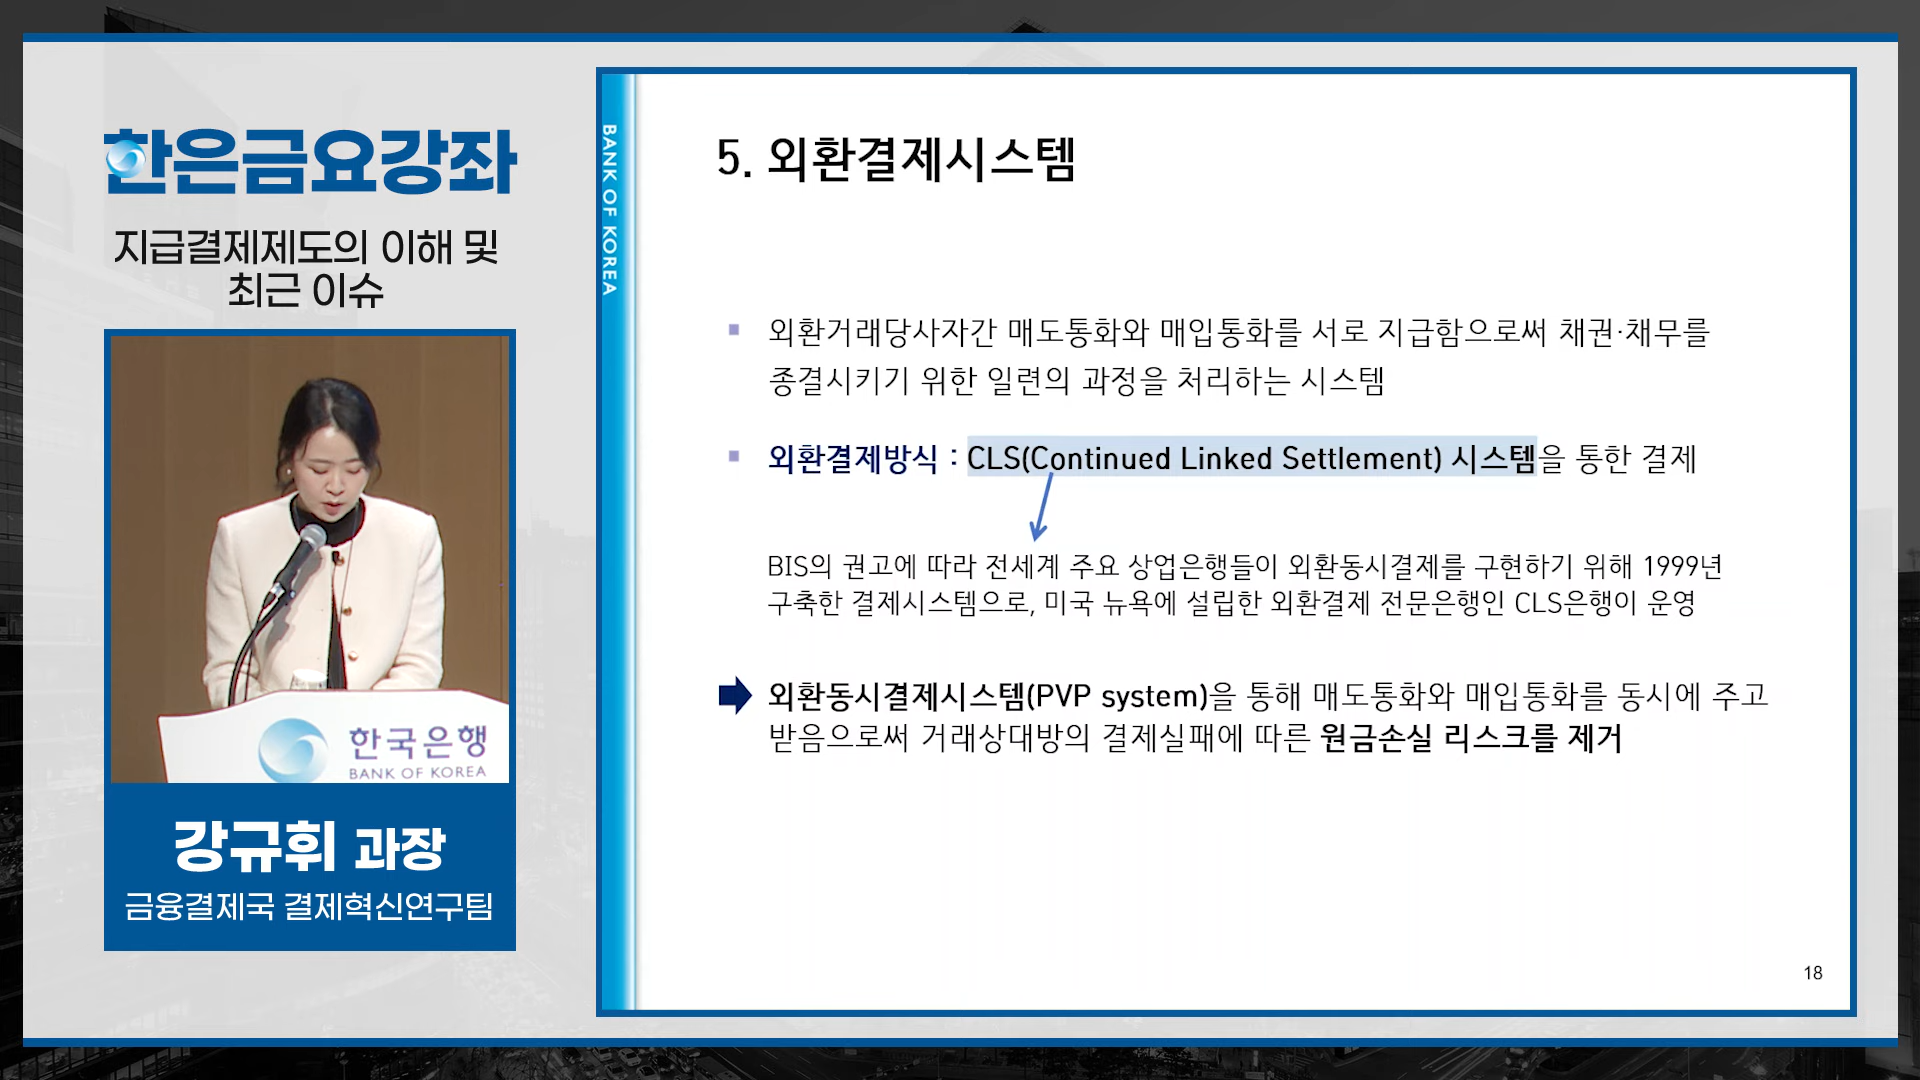 한은금요강좌
지급결제제도의 이해 및
최근 이슈
한국은행
BANK OF KOREA
강규휘 과장
금융결제국 결제혁신연구팀
BANK OF KOREA
5. 외환결제시스템
외환거래당사자간 매도통화와 매입통화를 서로 지급함으로써 채권·채무를
종결시키기 위한 일련의 과정을 처리하는 시스템
외환결제방식 : CLS(Continued Linked Settlement) 시스템을 통한 결제
BIS의 권고에 따라 전세계 주요 상업은행들이 외환동시결제를 구현하기 위해 1999년
구축한 결제시스템으로, 미국 뉴욕에 설립한 외환결제 전문은행인 CLS은행이 운영
외환동시결제시스템(PVP system)을 통해 매도통화와 매입통화를 동시에 주고
받음으로써 거래상대방의 결제실패에 따른 원금손실 리스크를 제거
18